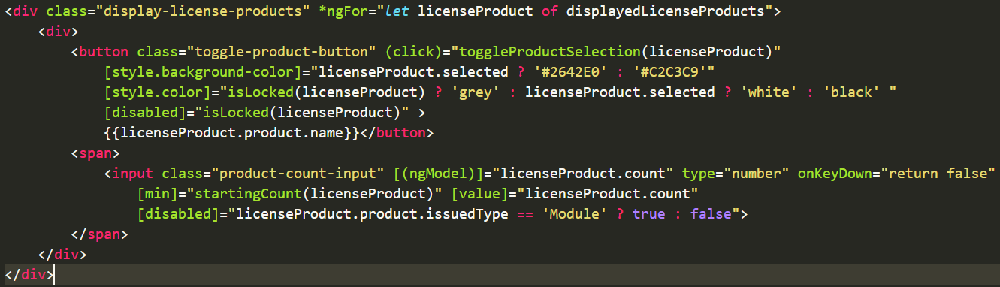 <div class="display-license-products" *ngFor="let licenseProduct of displayedLicenseProducts">
    <div>
        <button class="toggle-product-button" (click)="toggleProductSelection(licenseProduct)"
            [style.background-color]="licenseProduct.selected ? '#2642E0' : '#C2C3C9'"
            [style.color]="isLocked(licenseProduct) ? 'grey' : licenseProduct.selected ? 'white' : 'black' "
            [disabled]="isLocked(licenseProduct)" >
            {{licenseProduct.product.name}}</button>
        <span>
            <input class="product-count-input" [(ngModel)]="licenseProduct.count" type="number" onKeyDown="return false"
                [min]="startingCount(licenseProduct)" [value]="licenseProduct.count"
                [disabled]="licenseProduct.product.issuedType == 'Module' ? true : false">
        </span>
    </div>
</div>